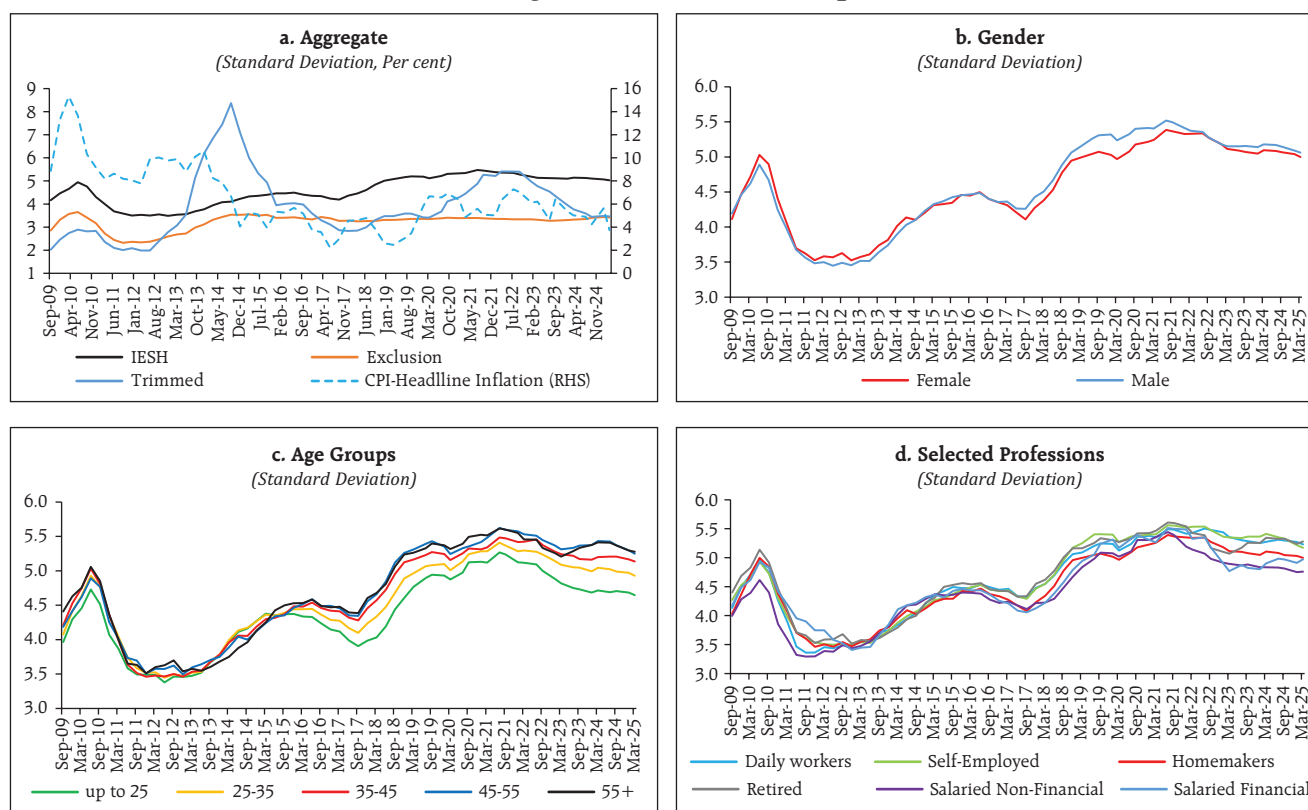 a. Aggregate
(Standard Deviation, Per cent)
9
8
7
6
5
4
3
2
1
16
14
12
10
8
6
4
2
0
Sep-09
Apr-10
Nov-10
Jun-11
Jan-12
Aug-12
Mar-13
Oct-13
May-14
Dec-14
Jul-15
Feb-16
Sep-16
Apr-17
Nov-17
Jun-18
Jan-19
Aug-19
Mar-20
Oct-20
May-21
Dec-21
Jul-22
Feb-23
Sep-23
Apr-24
Nov-24
IESH
Exclusion
Trimmed
CPI-Headlline Inflation (RHS)
b. Gender
(Standard Deviation)
6.0
5.5
5.0
4.5
4.0
3.5
3.0
Sep-09
Mar-10
Sep-10
Mar-11
Sep-11
Mar-12
Sep-12
Mar-13
Sep-13
Mar-14
Sep-14
Mar-15
Sep-15
Mar-16
Sep-16
Mar-17
Sep-17
Mar-18
Sep-18
Mar-19
Sep-19
Mar-20
Sep-20
Mar-21
Sep-21
Mar-22
Sep-22
Mar-23
Sep-23
Mar-24
Sep-24
Mar-25
Female
Male
c. Age Groups
(Standard Deviation)
6.0
5.5
5.0
4.5
4.0
3.5
3.0
Sep-09
Mar-10
Sep-10
Mar-11
Sep-11
Mar-12
Sep-12
Mar-13
Sep-13
Mar-14
Sep-14
Mar-15
Sep-15
Mar-16
Sep-16
Mar-17
Sep-17
Mar-18
Sep-18
Mar-19
Sep-19
Mar-20
Sep-20
Mar-21
Sep-21
Mar-22
Sep-22
Mar-23
Sep-23
Mar-24
Sep-24
Mar-25
up to 25
25-35
35-45
45-55
55+
d. Selected Professions
(Standard Deviation)
6.0
5.5
5.0
4.5
4.0
3.5
3.0
Sep-09
Mar-10
Sep-10
Mar-11
Sep-11
Mar-12
Sep-12
Mar-13
Sep-13
Mar-14
Sep-14
Mar-15
Sep-15
Mar-16
Sep-16
Mar-17
Sep-17
Mar-18
Sep-18
Mar-19
Sep-19
Mar-20
Sep-20
Mar-21
Sep-21
Mar-22
Sep-22
Mar-23
Sep-23
Mar-24
Sep-24
Mar-25
Daily workers
Self-Employed
Homemakers
Retired
Salaried Non-Financial
Salaried Financial